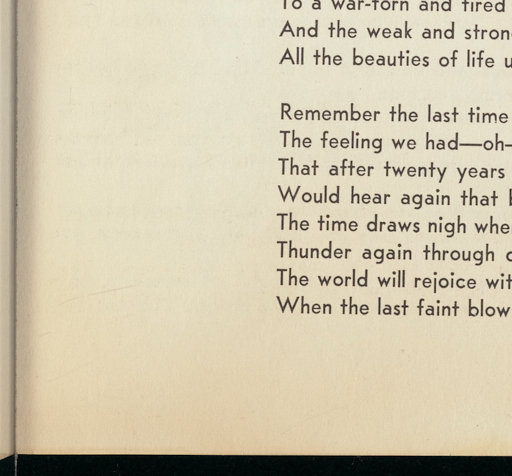 To a war-torn and tired
And the weak and stron
All the beauties of life u
Remember the last time
The feeling we had—oh—
That after twenty years
Would hear again that
The time draws nigh whe
Thunder again through
The world will rejoice wit
When the last faint blow